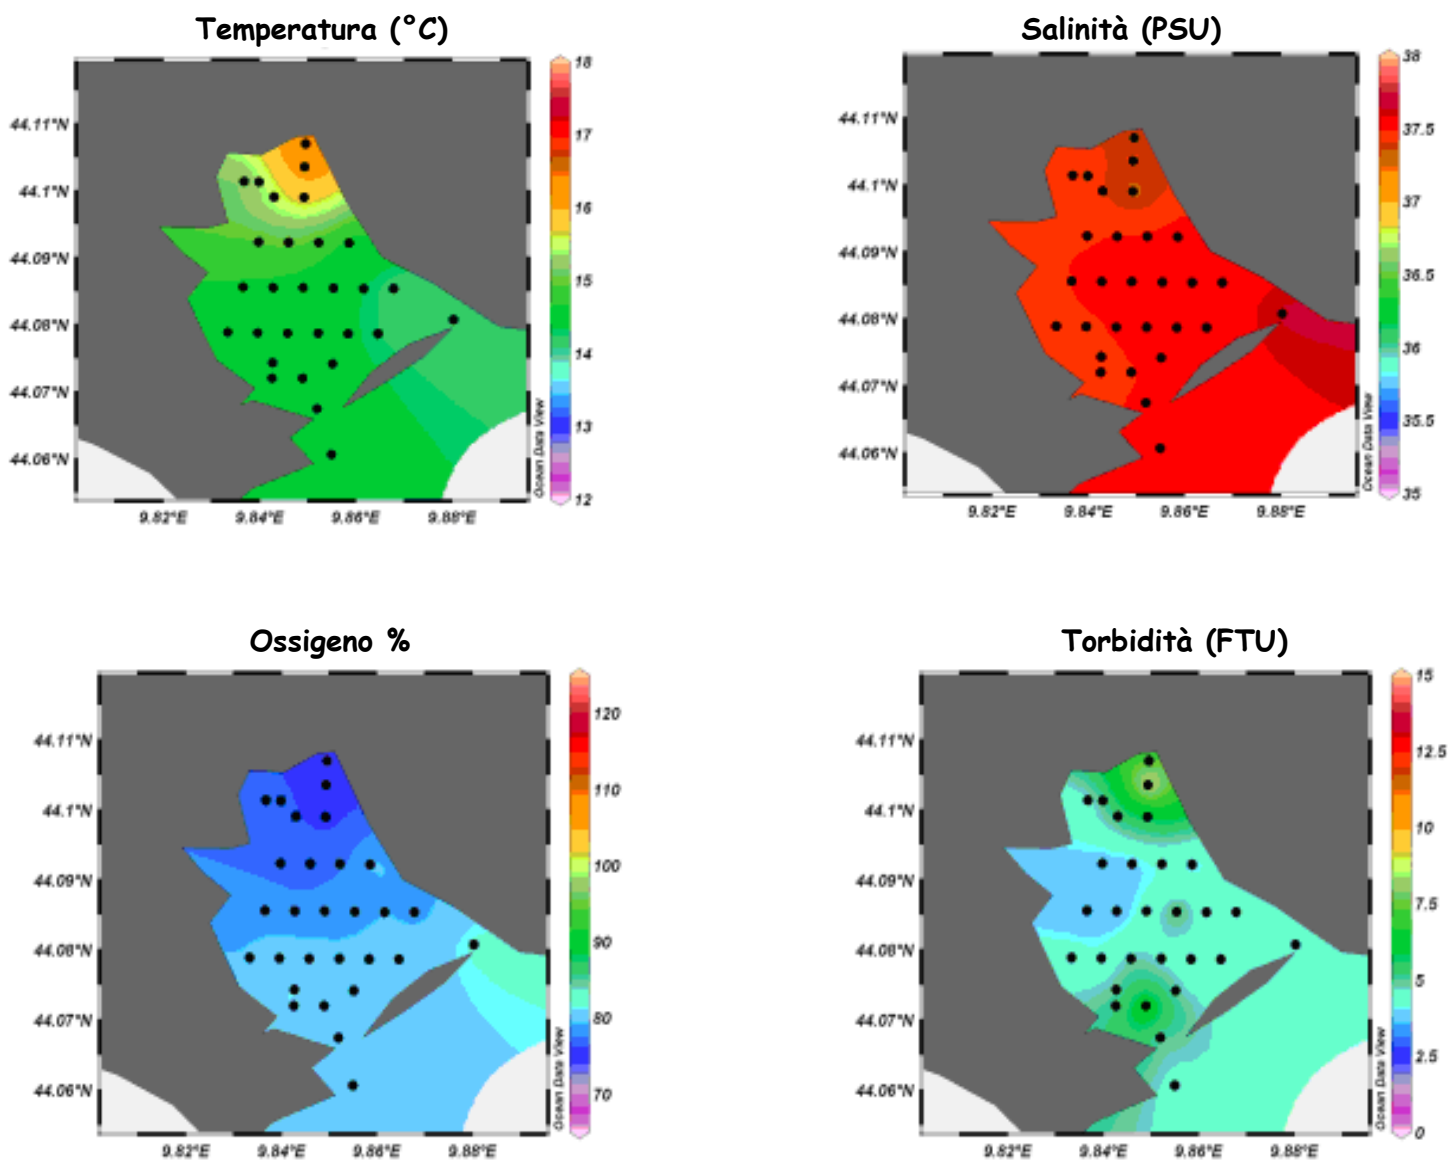 Temperatura (°C)
Salinità (PSU)
44.11°N
44.1°N
44.09°N
44.08°N
44.07°N
44.06°N
9.82°E 9.84°E 9.86°E 9.88°E
18
17
16
15
14
13
12
Ocean Data View
44.11°N
44.1°N
44.09°N
44.08°N
44.07°N
44.06°N
9.82°E 9.84°E 9.86°E 9.88°E
38
37.5
37
36.5
36
35.5
35
Ocean Data View
Ossigeno %
Torbidità (FTU)
44.11°N
44.1°N
44.09°N
44.08°N
44.07°N
44.06°N
9.82°E 9.84°E 9.86°E 9.88°E
120
110
100
90
80
70
Ocean Data View
44.11°N
44.1°N
44.09°N
44.08°N
44.07°N
44.06°N
9.82°E 9.84°E 9.86°E 9.88°E
15
12.5
10
7.5
5
2.5
0
Ocean Data View